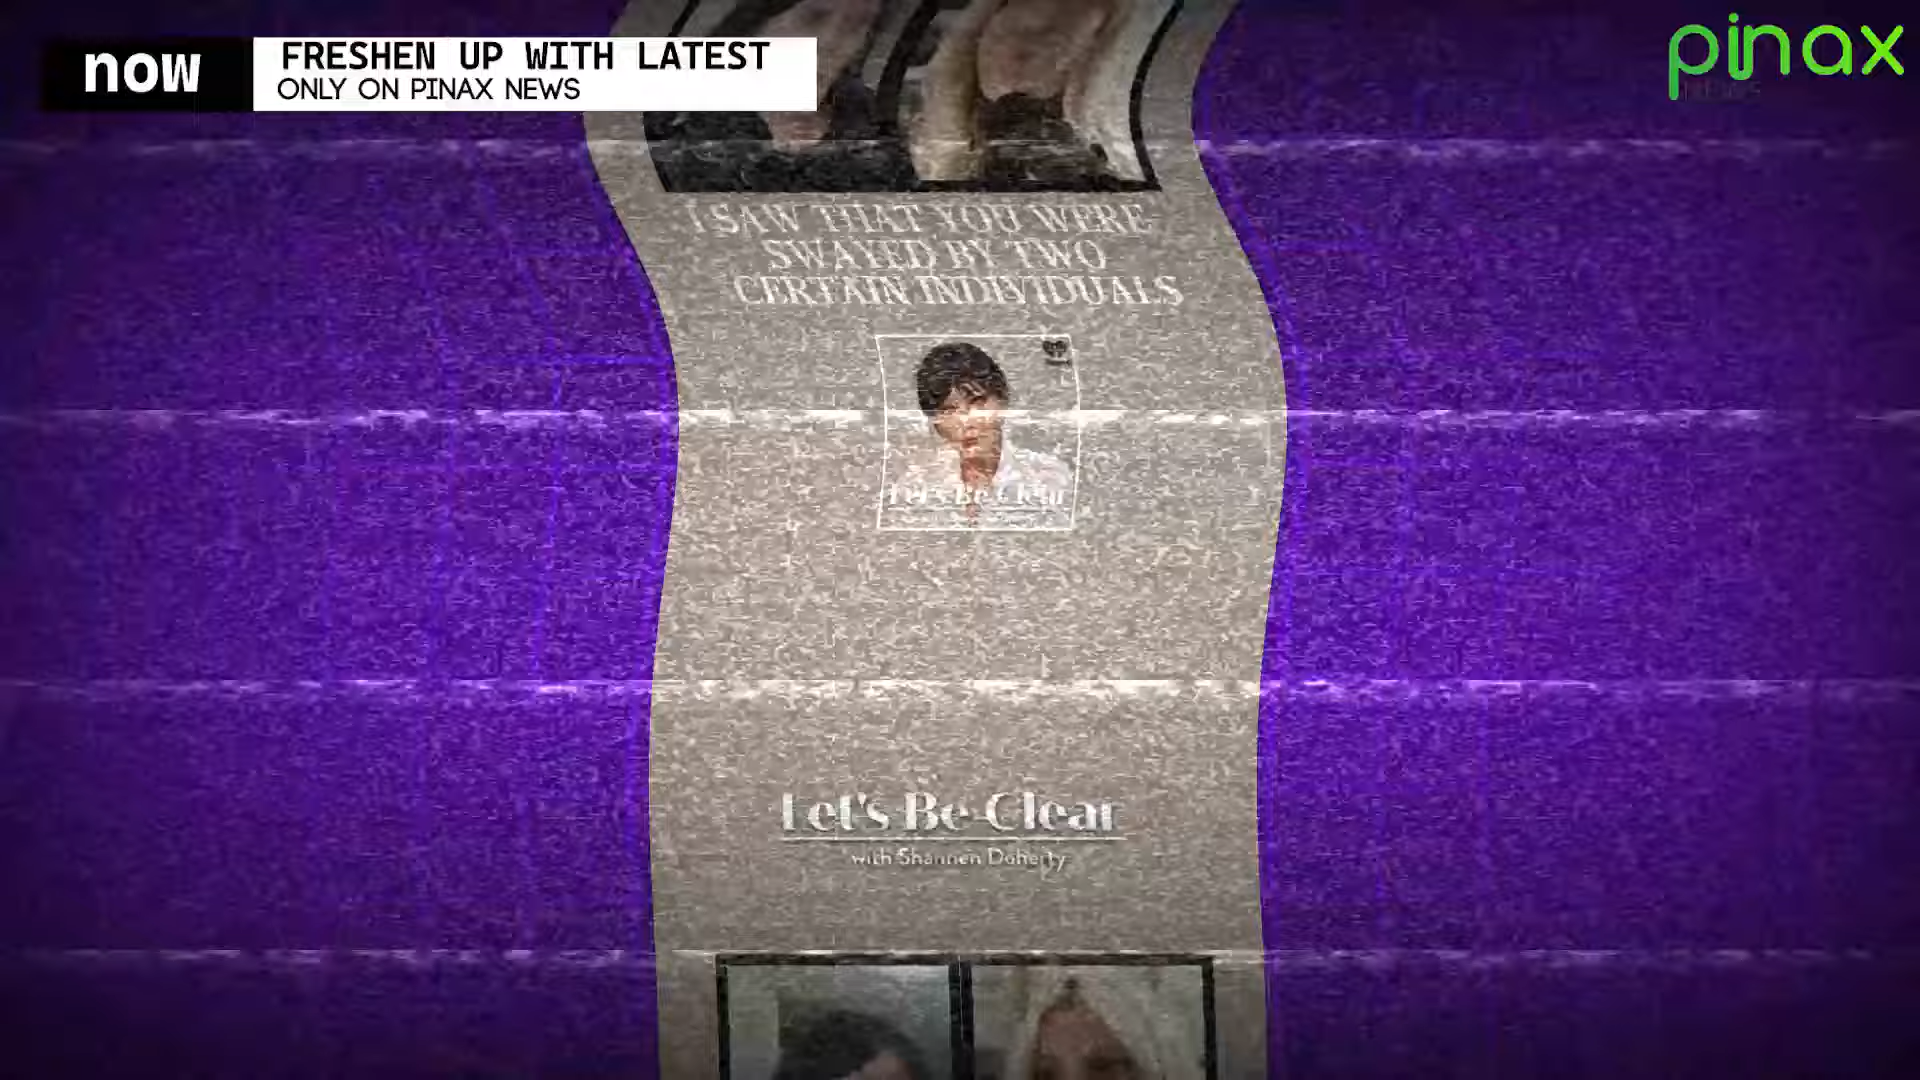 now
FRESHEN UP WITH LATEST
ONLY ON PINAX NEWS
pinax
NEWS
I SAW THAT YOU WERE
SWAYED BY TWO
CERTAIN INDIVIDUALS
Let's Be Clear
Let's Be Clear
with Shannen Doherty